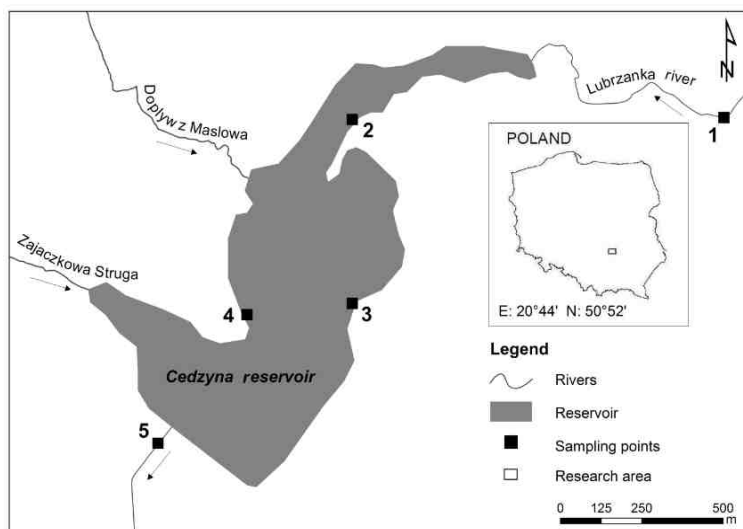 N
Lubrzanka river
1
Doplyw z Maslowa
2
POLAND
E: 20°44' N: 50°52'
Zajaczkowa Struga
4
3
Cedzyna reservoir
5
Legend
Rivers
Reservoir
Sampling points
Research area
0 125 250 500
m